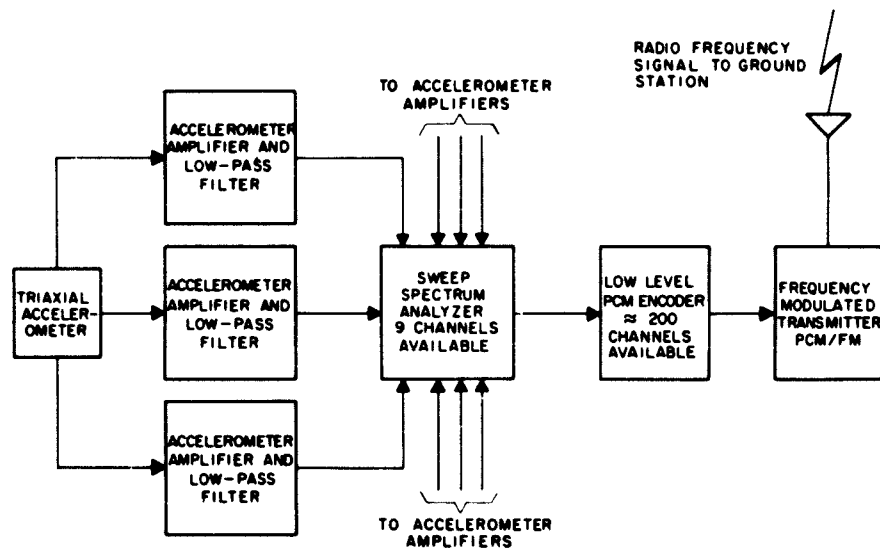 RADIO FREQUENCY
SIGNAL TO GROUND
STATION
TO ACCELEROMETER
AMPLIFIERS
ACCELEROMETER
AMPLIFIER AND
LOW-PASS
FILTER
TRIAXIAL
ACCELER-
OMETER
ACCELEROMETER
AMPLIFIER AND
LOW-PASS
FILTER
SWEEP
SPECTRUM
ANALYZER
9 CHANNELS
AVAILABLE
LOW LEVEL
PCM ENCODER
≈ 200
CHANNELS
AVAILABLE
FREQUENCY
MODULATED
TRANSMITTER
PCM/FM
ACCELEROMETER
AMPLIFIER AND
LOW-PASS
FILTER
TO ACCELEROMETER
AMPLIFIERS